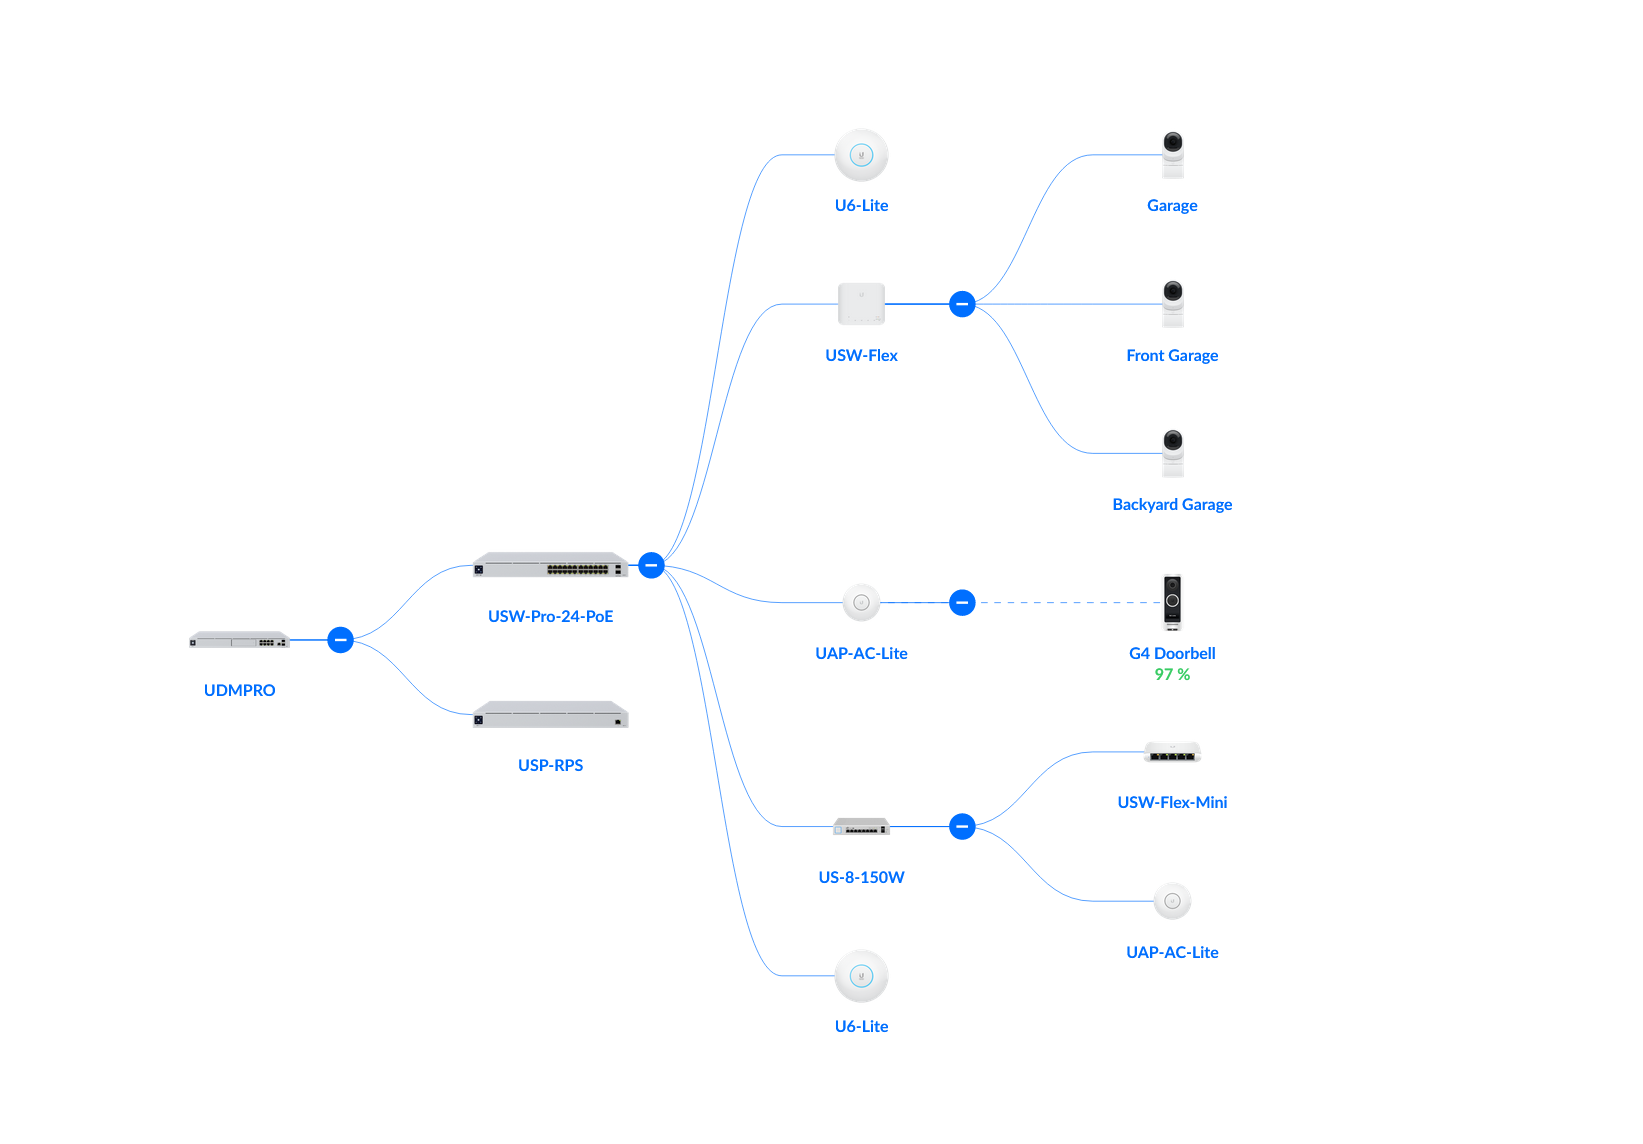 U6-Lite
Garage
USW-Flex
Front Garage
Backyard Garage
USW-Pro-24-PoE
UAP-AC-Lite
G4 Doorbell
97 %
UDMPRO
USP-RPS
USW-Flex-Mini
US-8-150W
UAP-AC-Lite
U6-Lite